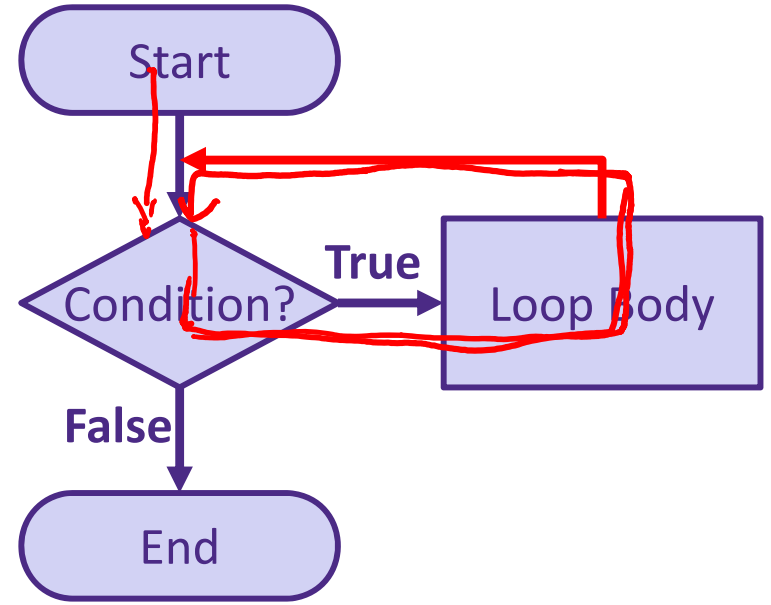 Start
True
Condition?
Loop Body
False
End